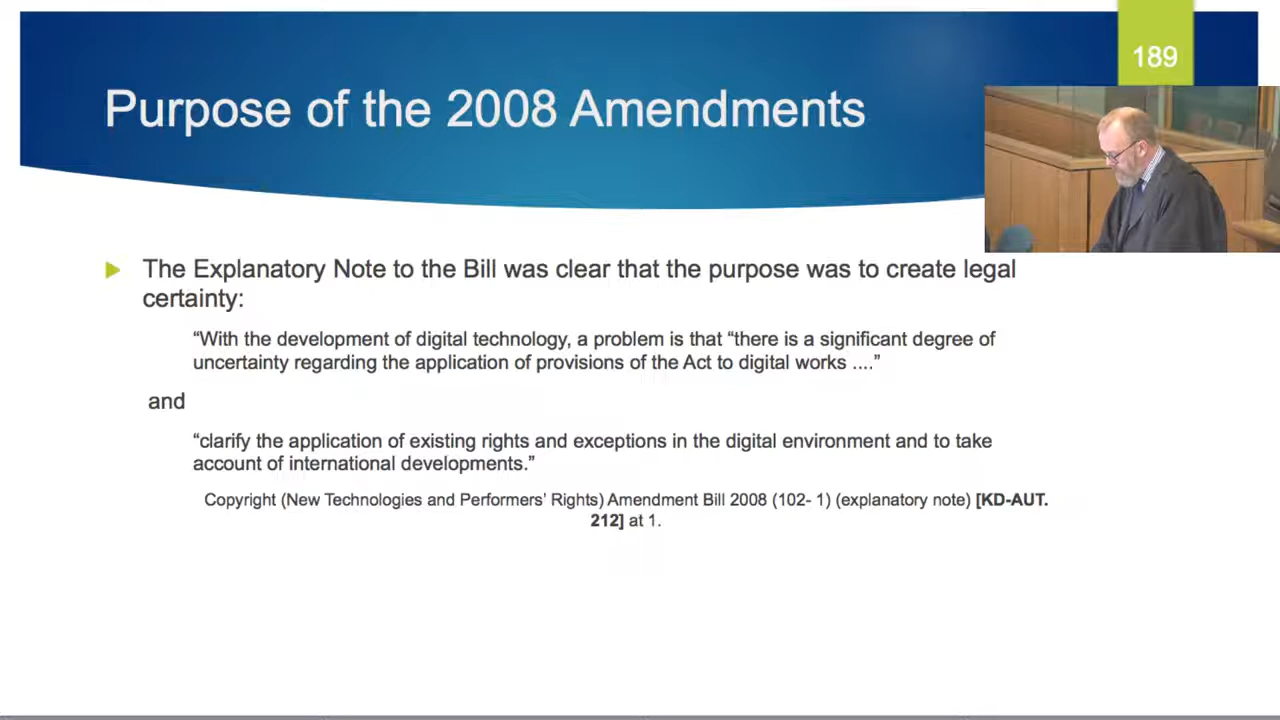 189
Purpose of the 2008 Amendments
The Explanatory Note to the Bill was clear that the purpose was to create legal
certainty:
“With the development of digital technology, a problem is that “there is a significant degree of
uncertainty regarding the application of provisions of the Act to digital works ....”
and
“clarify the application of existing rights and exceptions in the digital environment and to take
account of international developments.”
Copyright (New Technologies and Performers’ Rights) Amendment Bill 2008 (102- 1) (explanatory note) [KD-AUT.
212] at 1.